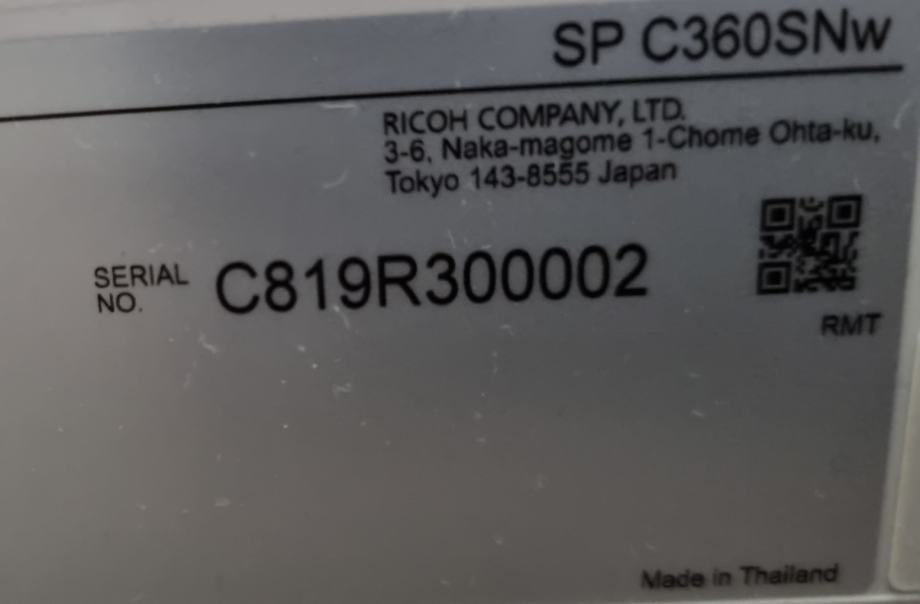 SP C360SNw
RICOH COMPANY, LTD.
3-6, Naka-magome 1-Chome Ohta-ku,
Tokyo 143-8555 Japan
SERIAL
NO.
C819R300002
RMT
Made in Thailand